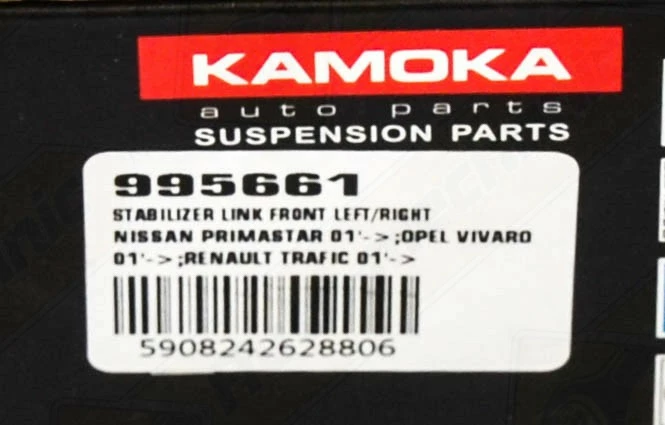 KAMOKA
auto parts
SUSPENSION PARTS
995661
STABILIZER LINK FRONT LEFT/RIGHT
NISSAN PRIMASTAR 01'->;OPEL VIVARO
01'->;RENAULT TRAFIC 01'->
5908242628806